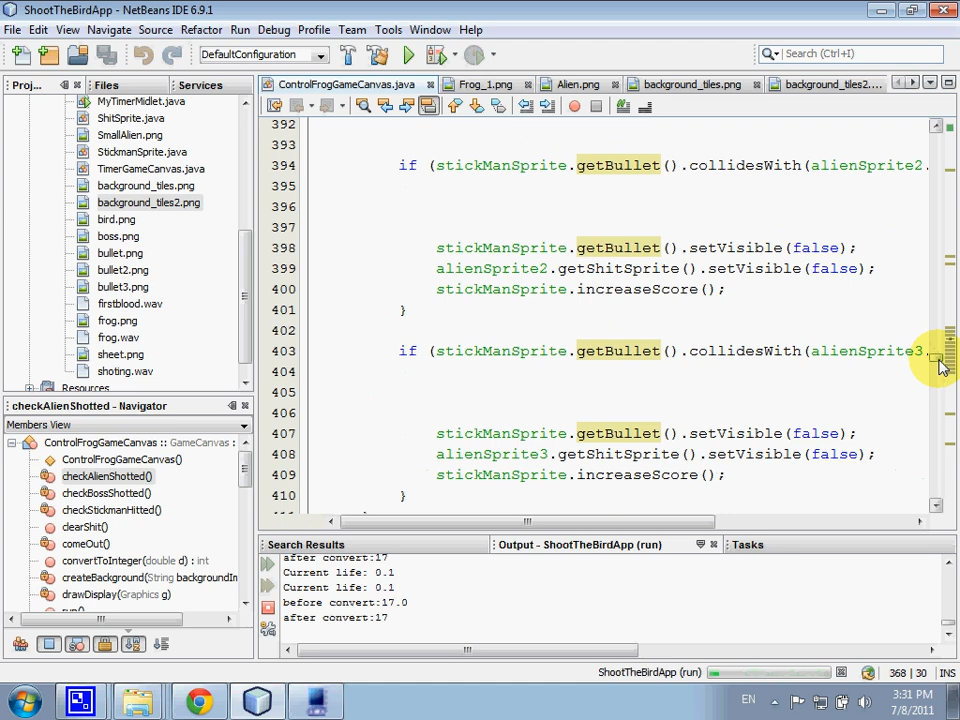 ShootTheBirdApp - NetBeans IDE 6.9.1
File Edit View Navigate Source Refactor Run Debug Profile Team Tools Window Help
DefaultConfiguration
Search (Ctrl+I)
Proj... Files Services
ControlFrogGameCanvas.java Frog_1.png Alien.png background_tiles.png background_tiles2....
MyTimerMidlet.java
ShitSprite.java
SmallAlien.png
StickmanSprite.java
TimerGameCanvas.java
background_tiles.png
background_tiles2.png
bird.png
boss.png
bullet.png
bullet2.png
bullet3.png
firstblood.wav
frog.png
frog.wav
sheet.png
shoting.wav
Resources
392
393
394 if (stickManSprite.getBullet().collidesWith(alienSprite2.
395
396
397
398 stickManSprite.getBullet().setVisible(false);
399 alienSprite2.getShitSprite().setVisible(false);
400 stickManSprite.increaseScore();
401 }
402
403 if (stickManSprite.getBullet().collidesWith(alienSprite3.
404
405
406
407 stickManSprite.getBullet().setVisible(false);
408 alienSprite3.getShitSprite().setVisible(false);
409 stickManSprite.increaseScore();
410 }
checkAlienShotted - Navigator
Members View
ControlFrogGameCanvas :: GameCanvas :
ControlFrogGameCanvas()
checkAlienShotted()
checkBossShotted()
checkStickmanHitted()
clearShit()
comeOut()
convertToInteger(double d) : int
createBackground(String backgroundIm
drawDisplay(Graphics g)
Search Results Output - ShootTheBirdApp (run) Tasks
after convert:17
Current life: 0.1
Current life: 0.1
before convert:17.0
after convert:17
ShootTheBirdApp (run) 368 | 30 INS
EN 3:31 PM
7/8/2011